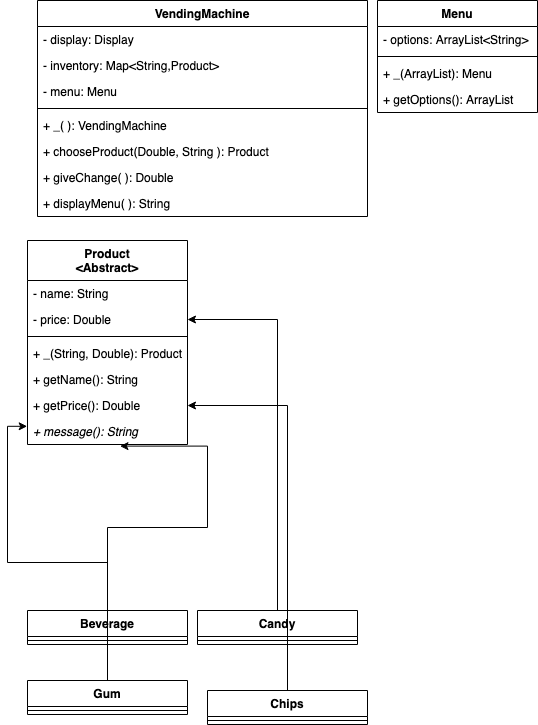 VendingMachine
- display: Display
- inventory: Map<String,Product>
- menu: Menu
+ _( ): VendingMachine
+ chooseProduct(Double, String ): Product
+ giveChange( ): Double
+ displayMenu( ): String
Menu
- options: ArrayList<String>
+ _(ArrayList): Menu
+ getOptions(): ArrayList
Product
<Abstract>
- name: String
- price: Double
+ _(String, Double): Product
+ getName(): String
+ getPrice(): Double
+ message(): String
Beverage
Candy
Gum
Chips